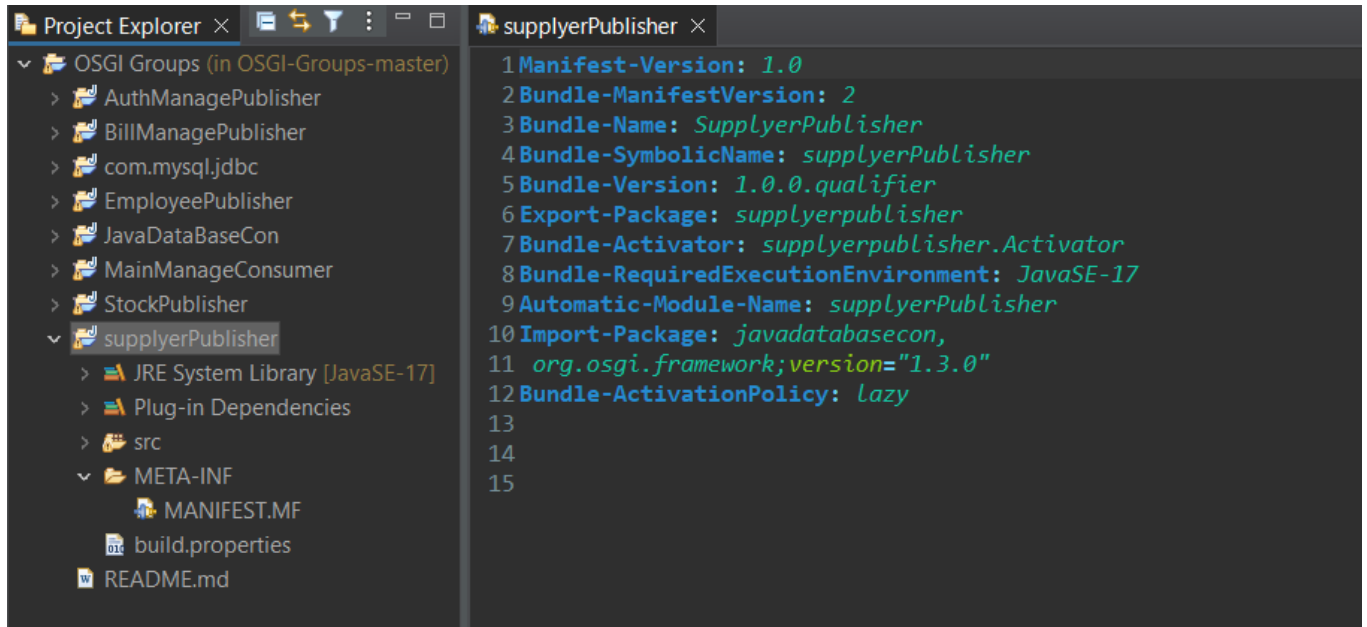 Project Explorer
OSGI Groups (in OSGI-Groups-master)
AuthManagePublisher
BillManagePublisher
com.mysql.jdbc
EmployeePublisher
JavaDataBaseCon
MainManageConsumer
StockPublisher
supplyerPublisher
JRE System Library [JavaSE-17]
Plug-in Dependencies
src
META-INF
MANIFEST.MF
build.properties
README.md
supplyerPublisher
1 Manifest-Version: 1.0
2 Bundle-ManifestVersion: 2
3 Bundle-Name: SupplyerPublisher
4 Bundle-SymbolicName: supplyerPublisher
5 Bundle-Version: 1.0.0.qualifier
6 Export-Package: supplyerpublisher
7 Bundle-Activator: supplyerpublisher.Activator
8 Bundle-RequiredExecutionEnvironment: JavaSE-17
9 Automatic-Module-Name: supplyerPublisher
10 Import-Package: javadatabasecon,
11  org.osgi.framework;version="1.3.0"
12 Bundle-ActivationPolicy: lazy
13
14
15